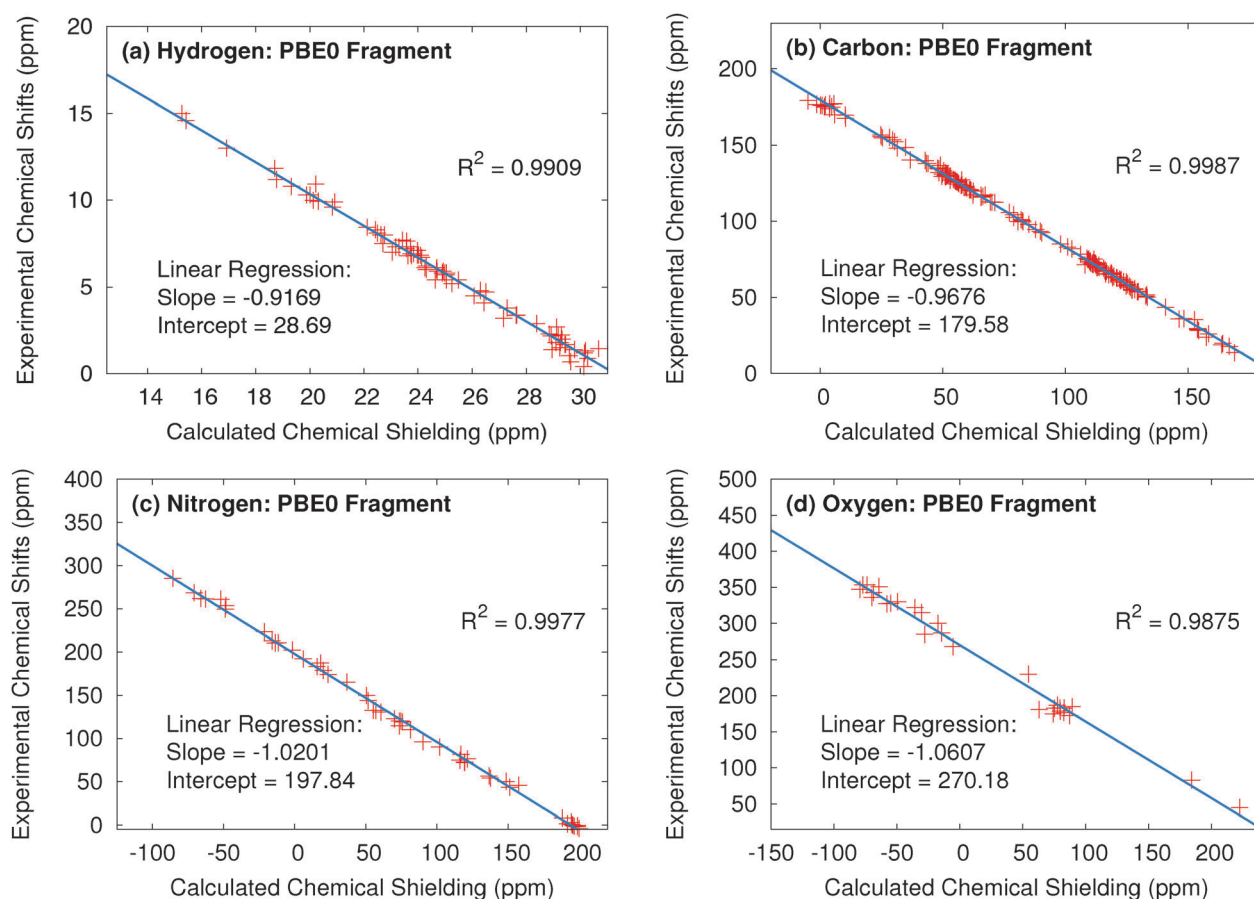 (a) Hydrogen: PBE0 Fragment
Experimental Chemical Shifts (ppm)
20
15
10
5
0
R² = 0.9909
Linear Regression:
Slope = -0.9169
Intercept = 28.69
14 16 18 20 22 24 26 28 30
Calculated Chemical Shielding (ppm)
(b) Carbon: PBE0 Fragment
Experimental Chemical Shifts (ppm)
200
150
100
50
0
R² = 0.9987
Linear Regression:
Slope = -0.9676
Intercept = 179.58
0 50 100 150
Calculated Chemical Shielding (ppm)
(c) Nitrogen: PBE0 Fragment
Experimental Chemical Shifts (ppm)
400
350
300
250
200
150
100
50
0
R² = 0.9977
Linear Regression:
Slope = -1.0201
Intercept = 197.84
-100 -50 0 50 100 150 200
Calculated Chemical Shielding (ppm)
(d) Oxygen: PBE0 Fragment
Experimental Chemical Shifts (ppm)
500
450
400
350
300
250
200
150
100
50
R² = 0.9875
Linear Regression:
Slope = -1.0607
Intercept = 270.18
-150 -100 -50 0 50 100 150 200
Calculated Chemical Shielding (ppm)